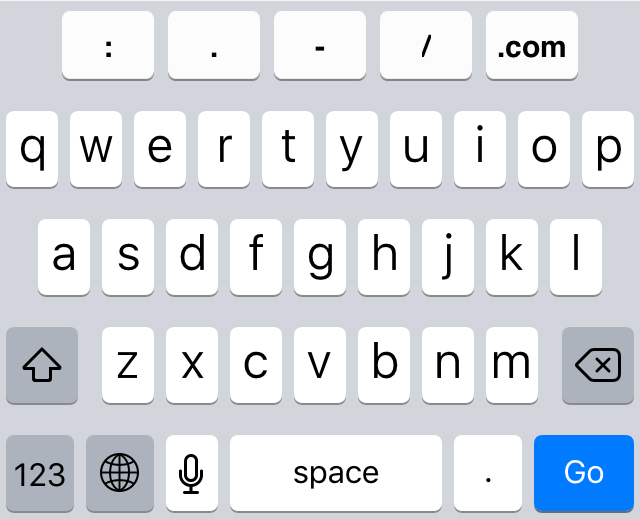 : . - / .com
q w e r t y u i o p
a s d f g h j k l
z x c v b n m
123 space . Go